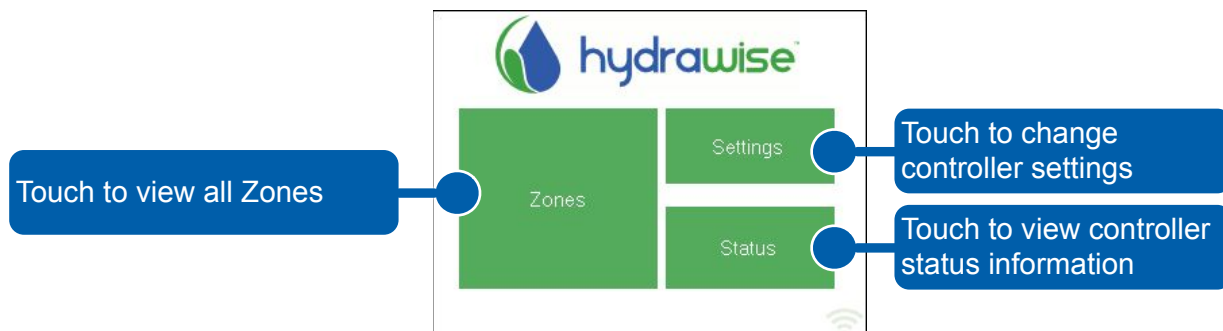 hydrawise™
Touch to view all Zones
Zones
Settings
Touch to change
controller settings
Status
Touch to view controller
status information